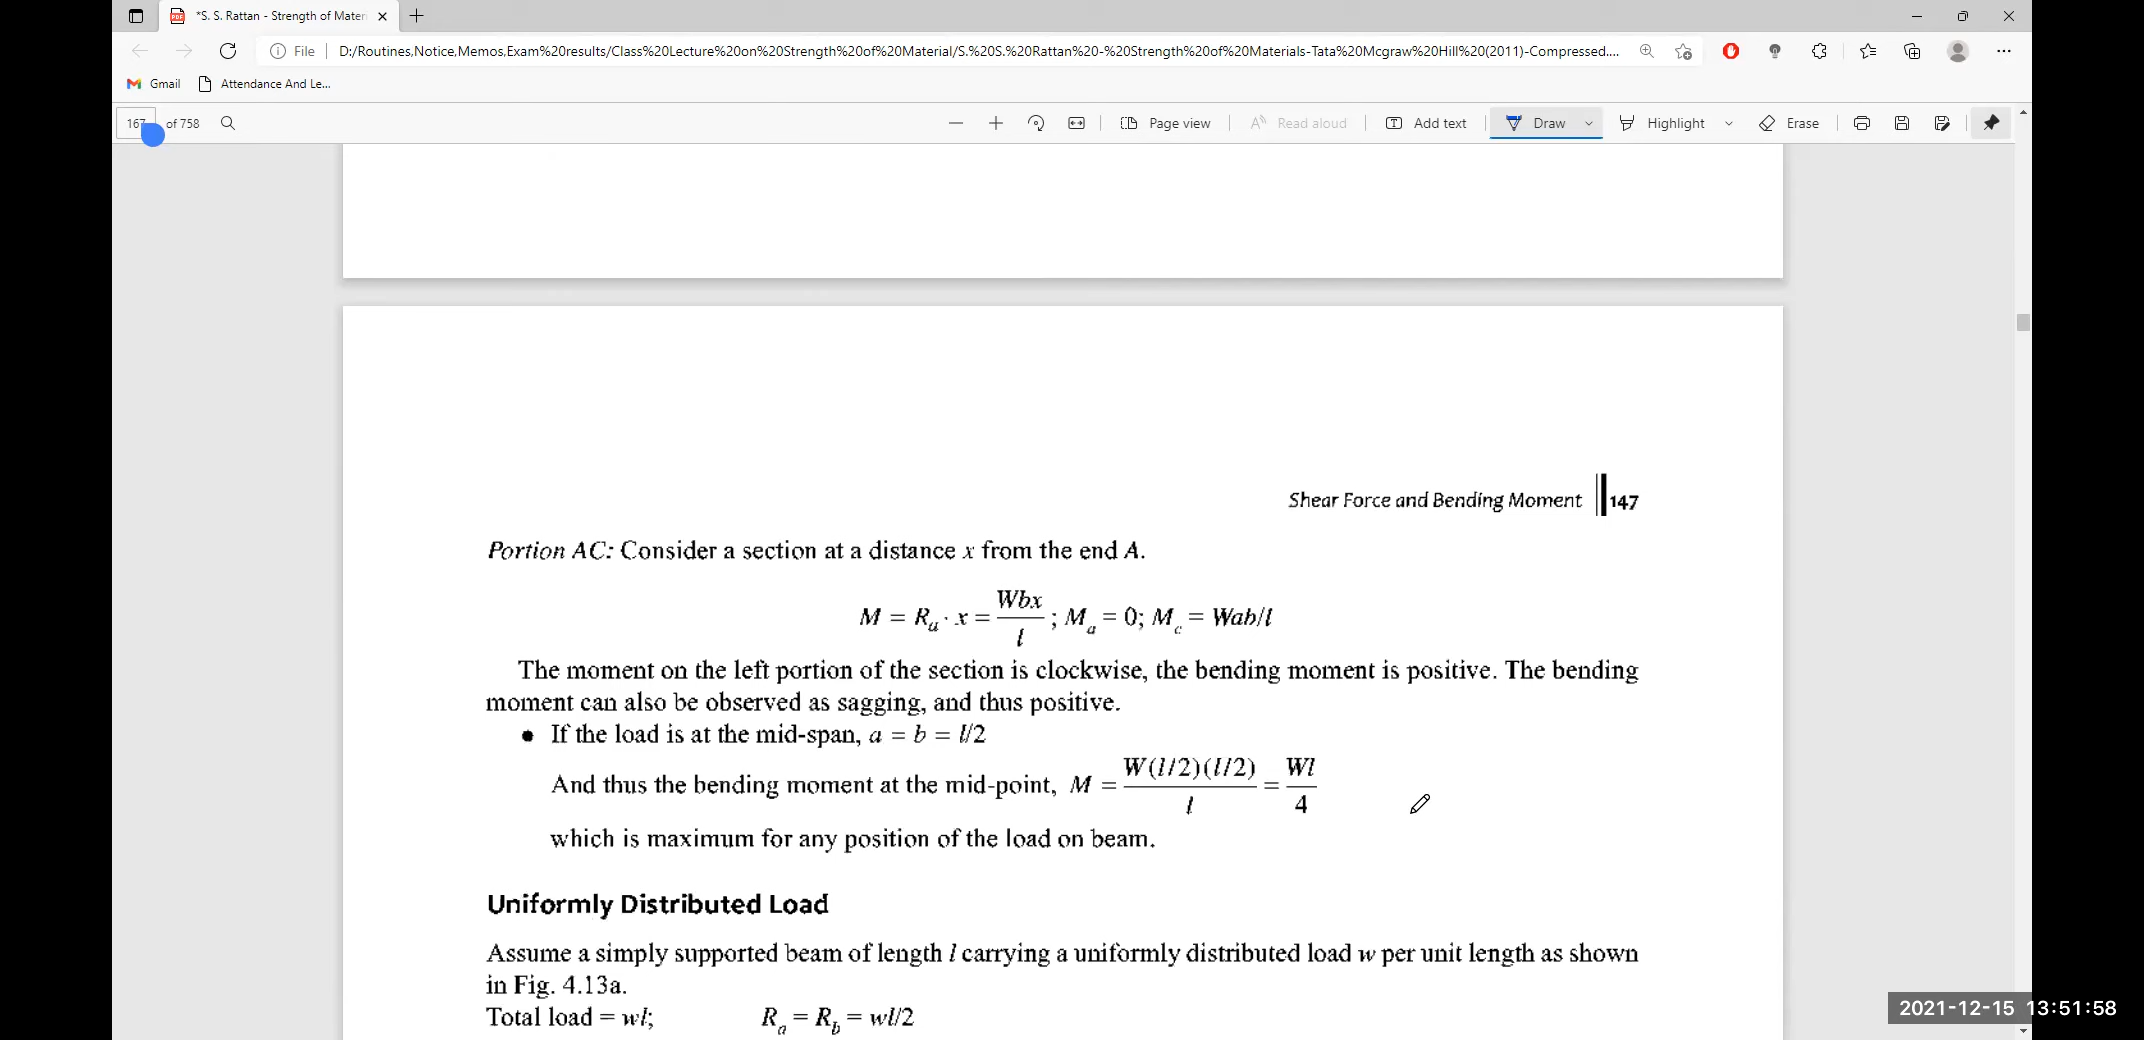 *S. S. Rattan - Strength of Mater
File
D:/Routines,Notice,Memos,Exam%20results/Class%20Lecture%20on%20Strength%20of%20Material/S.%20S.%20Rattan%20-%20Strength%20of%20Materials-Tata%20Mcgraw%20Hill%20(2011)-Compressed....
Gmail
Attendance And Le...
167 of 758
Page view
Read aloud
Add text
Draw
Highlight
Erase
Shear Force and Bending Moment 147
Portion AC: Consider a section at a distance x from the end A.
M = Ra · x = Wbx/l ; Ma = 0; Mc = Wab/l
The moment on the left portion of the section is clockwise, the bending moment is positive. The bending
moment can also be observed as sagging, and thus positive.
• If the load is at the mid-span, a = b = l/2
And thus the bending moment at the mid-point, M = W(l/2)(l/2)/l = Wl/4
which is maximum for any position of the load on beam.
Uniformly Distributed Load
Assume a simply supported beam of length l carrying a uniformly distributed load w per unit length as shown
in Fig. 4.13a.
Total load = wl; Ra = Rb = wl/2
2021-12-15 13:51:58